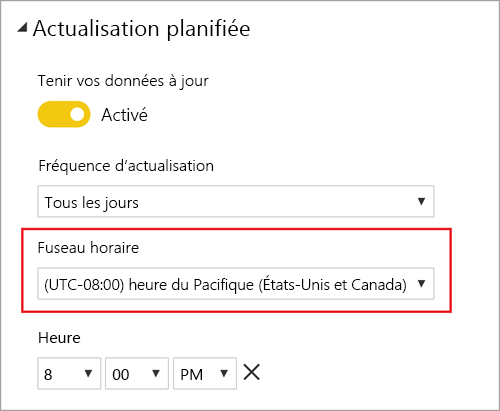 Actualisation planifiée
Tenir vos données à jour
Activé
Fréquence d’actualisation
Tous les jours
Fuseau horaire
(UTC-08:00) heure du Pacifique (États-Unis et Canada)
Heure
8 00 PM